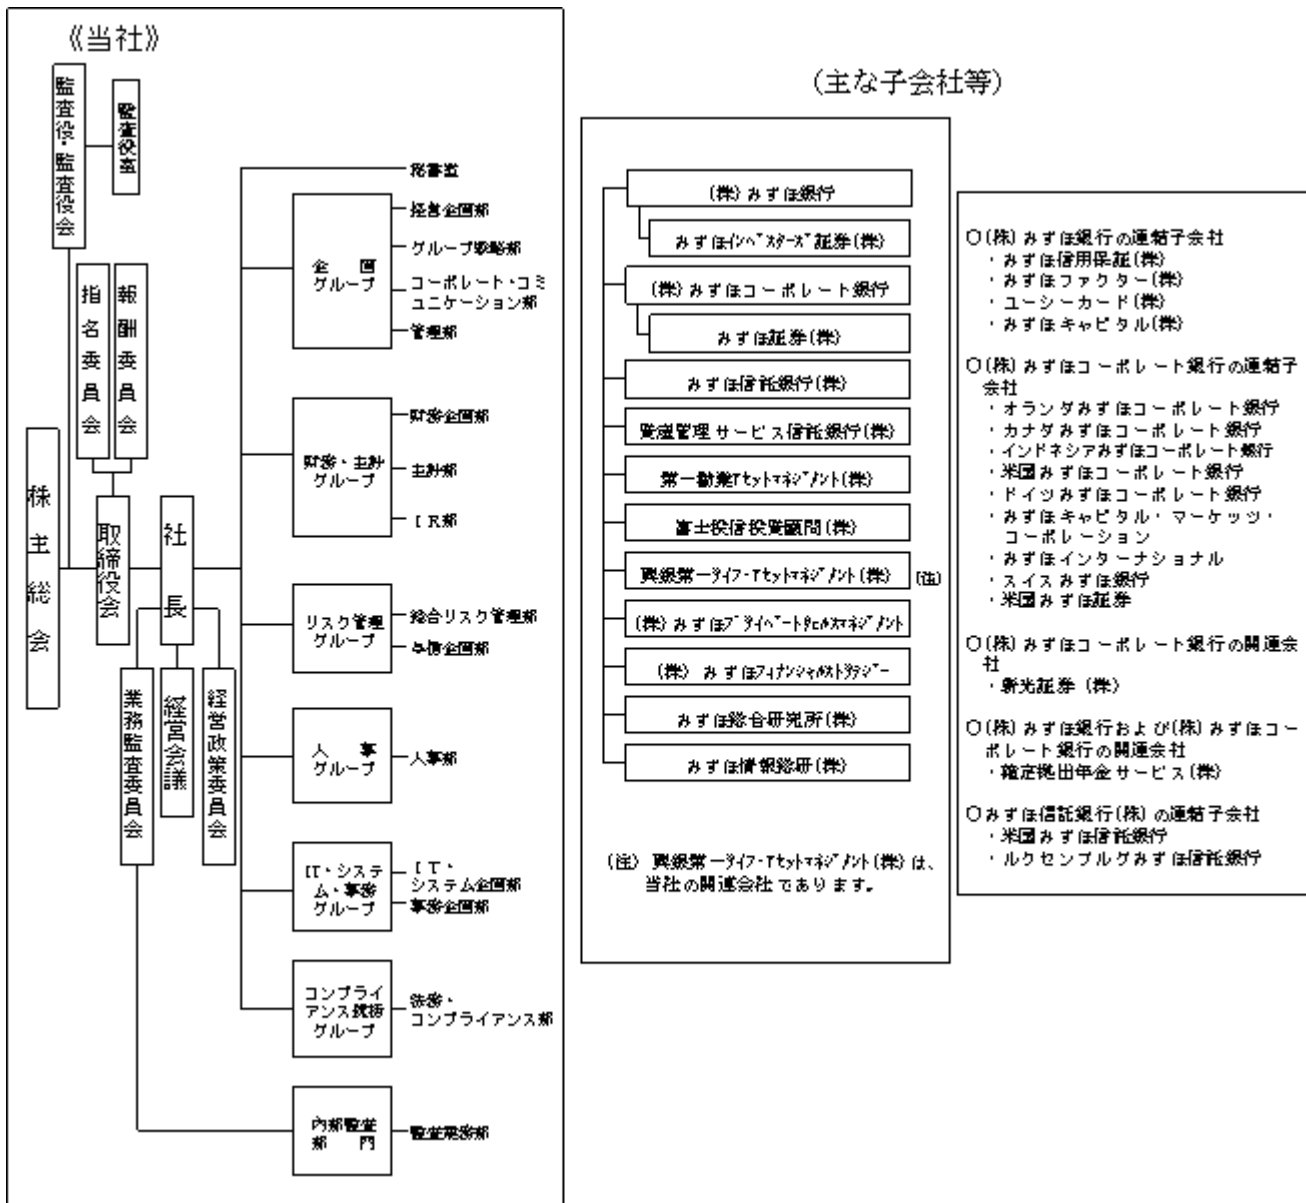 《当社》
監査役・監査役会
監査役室
指名委員会
報酬委員会
株主総会
取締役会
社長
業務監査委員会
経営会議
経営政策委員会
秘書室
企画
グループ
経営企画部
グループ戦略部
コーポレート・コミ
ュニケーション部
管理部
財務・主計
グループ
財務企画部
主計部
IR部
リスク管理
グループ
総合リスク管理部
与信企画部
人事
グループ
人事部
IT・システ
ム・事務
グループ
IT・
システム企画部
事務企画部
コンプライ
アンス統括
グループ
法務・
コンプライアンス部
内部監査
部門
監査業務部
(主な子会社等)
(株)みずほ銀行
みずほｲﾝﾍﾞｽﾀｰｽﾞ証券(株)
(株)みずほコーポレート銀行
みずほ証券(株)
みずほ信託銀行(株)
資産管理サービス信託銀行(株)
第一勧業ｱｾｯﾄﾏﾈｼﾞﾒﾝﾄ(株)
富士投信投資顧問(株)
興銀第一ﾗｲﾌ・ｱｾｯﾄﾏﾈｼﾞﾒﾝﾄ(株) (注)
(株)みずほﾌﾟﾗｲﾍﾞｰﾄｳｪﾙｽﾏﾈｼﾞﾒﾝﾄ
(株) みずほﾌｨﾅﾝｼｬﾙｽﾄﾗﾃｼﾞｰ
みずほ総合研究所(株)
みずほ情報総研(株)
(注) 興銀第一ﾗｲﾌ・ｱｾｯﾄﾏﾈｼﾞﾒﾝﾄ(株)は、
当社の関連会社であります。
○(株)みずほ銀行の連結子会社
・みずほ信用保証(株)
・みずほファクター(株)
・ユーシーカード(株)
・みずほキャピタル(株)
○(株)みずほコーポレート銀行の連結子
会社
・オランダみずほコーポレート銀行
・カナダみずほコーポレート銀行
・インドネシアみずほコーポレート銀行
・米国みずほコーポレート銀行
・ドイツみずほコーポレート銀行
・みずほキャピタル・マーケッツ・
コーポレーション
・みずほインターナショナル
・スイスみずほ銀行
・米国みずほ証券
○(株)みずほコーポレート銀行の関連会
社
・新光証券(株)
○(株)みずほ銀行および(株)みずほコー
ポレート銀行の関連会社
・確定拠出年金サービス(株)
○みずほ信託銀行(株)の連結子会社
・米国みずほ信託銀行
・ルクセンブルグみずほ信託銀行